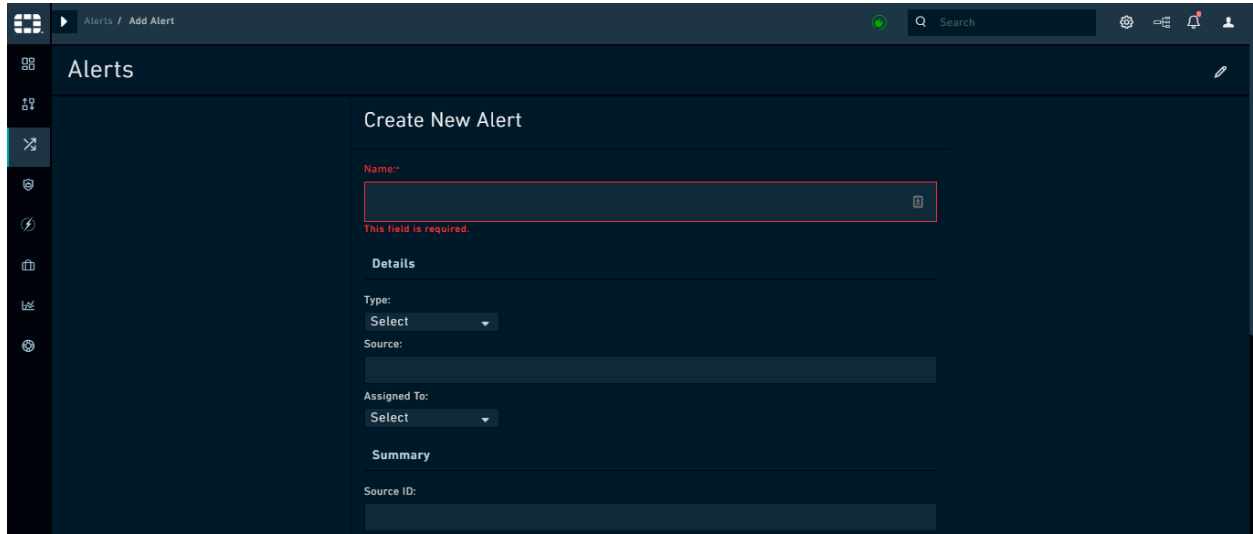 Alerts / Add Alert
Search
Alerts
Create New Alert
Name:*
This field is required.
Details
Type:
Select
Source:
Assigned To:
Select
Summary
Source ID: